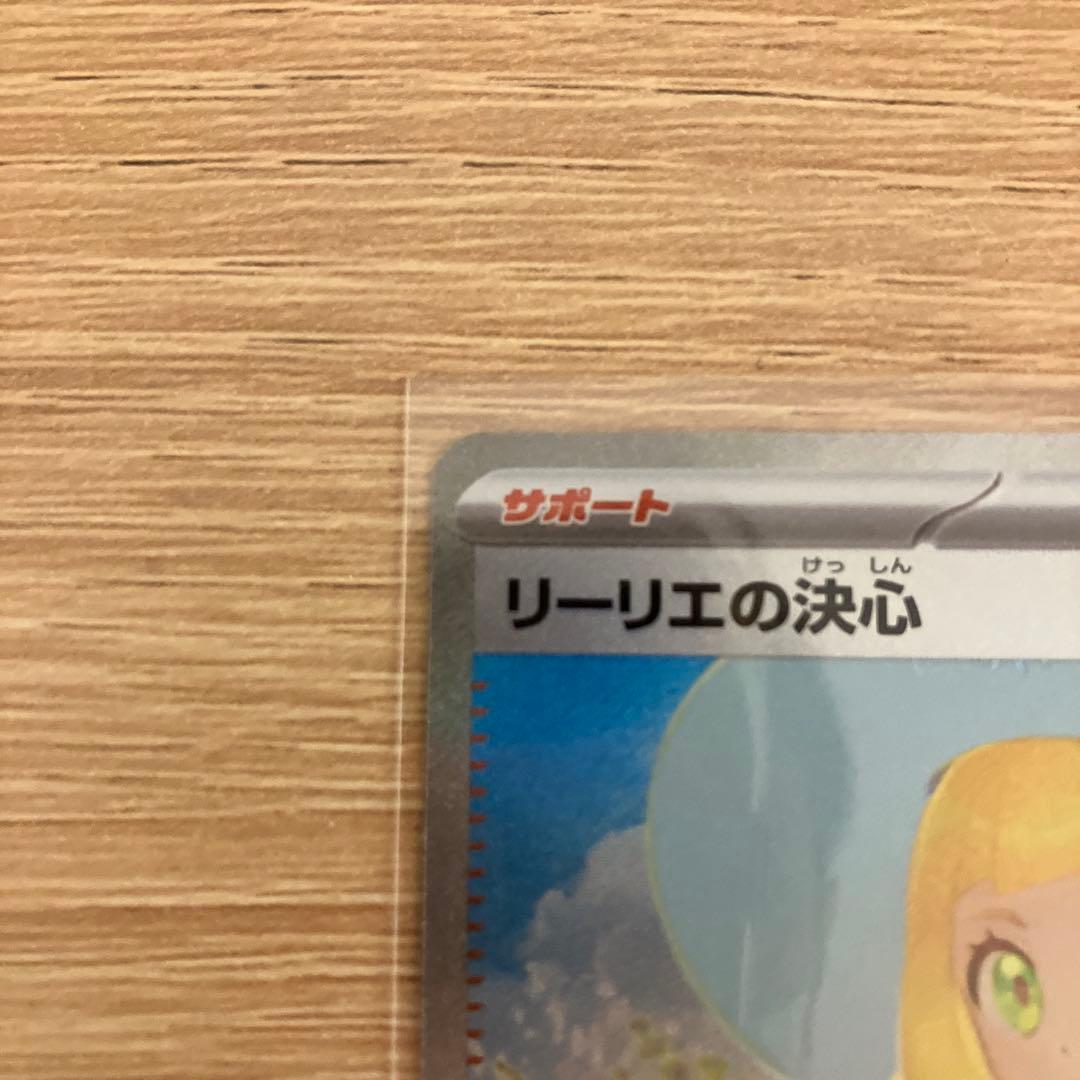 サポート
けっ しん
リーリエの決心